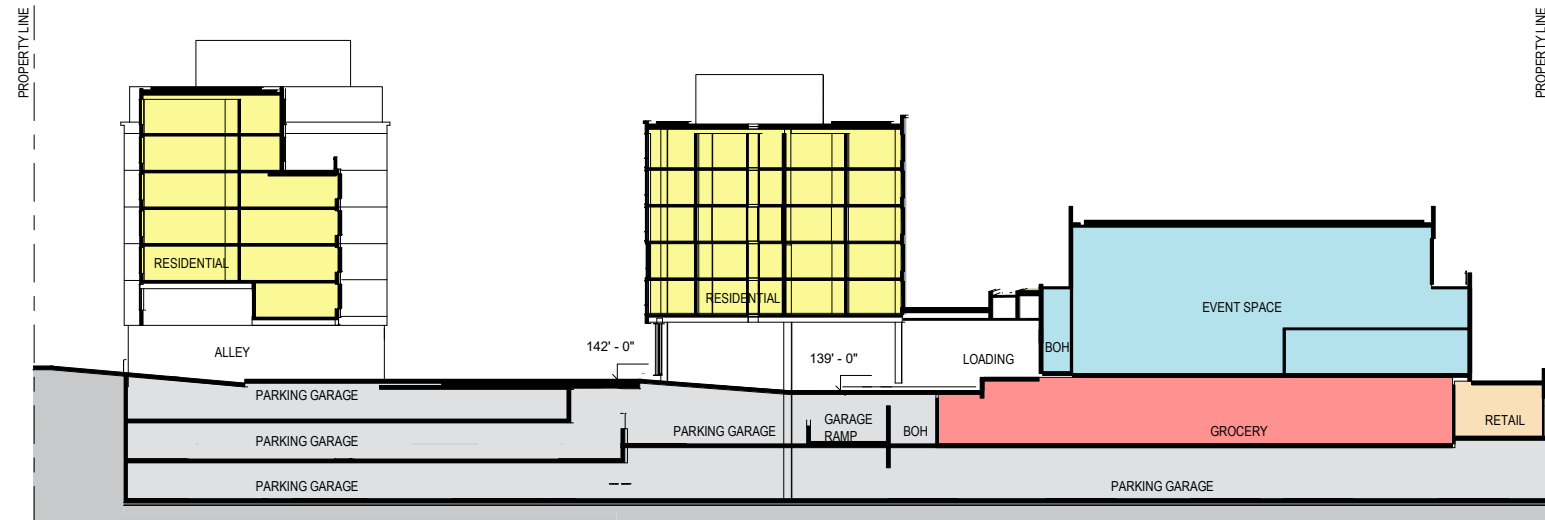 PROPERTY LINE
PROPERTY LINE
RESIDENTIAL
RESIDENTIAL
EVENT SPACE
ALLEY
142' - 0"
139' - 0"
LOADING
BOH
PARKING GARAGE
PARKING GARAGE
GARAGE
RAMP
BOH
GROCERY
RETAIL
PARKING GARAGE
PARKING GARAGE
PARKING GARAGE